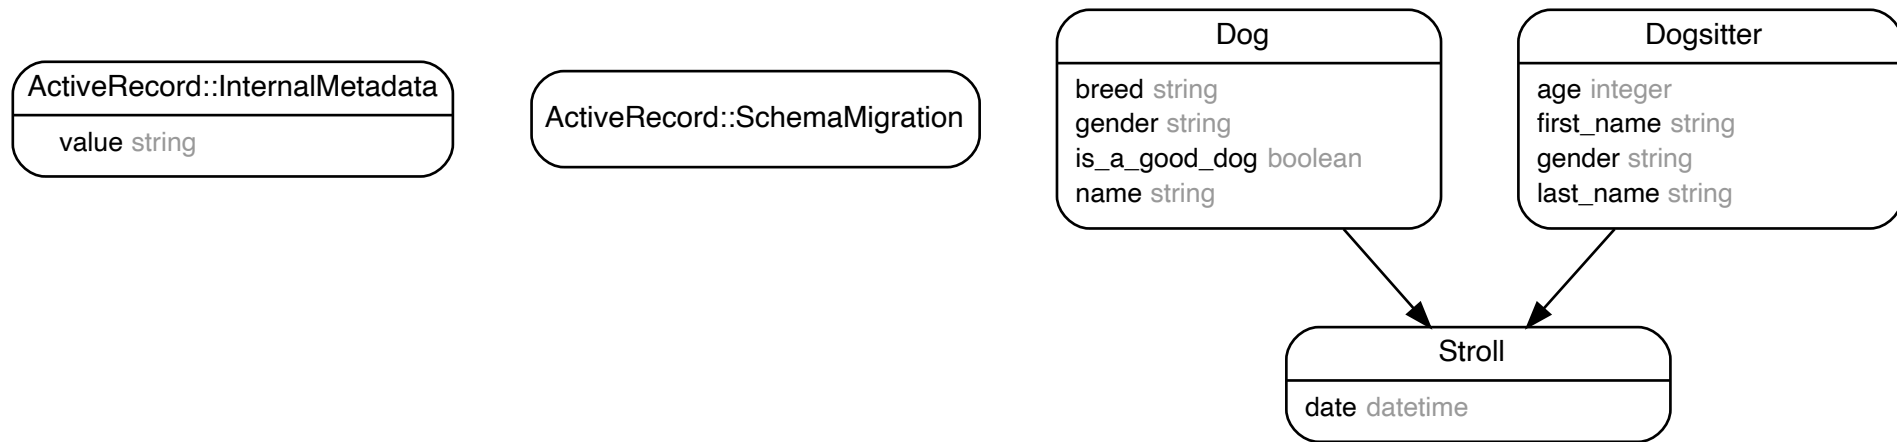 ActiveRecord::InternalMetadata
value string
ActiveRecord::SchemaMigration
Dog
breed string
gender string
is_a_good_dog boolean
name string
Dogsitter
age integer
first_name string
gender string
last_name string
Stroll
date datetime